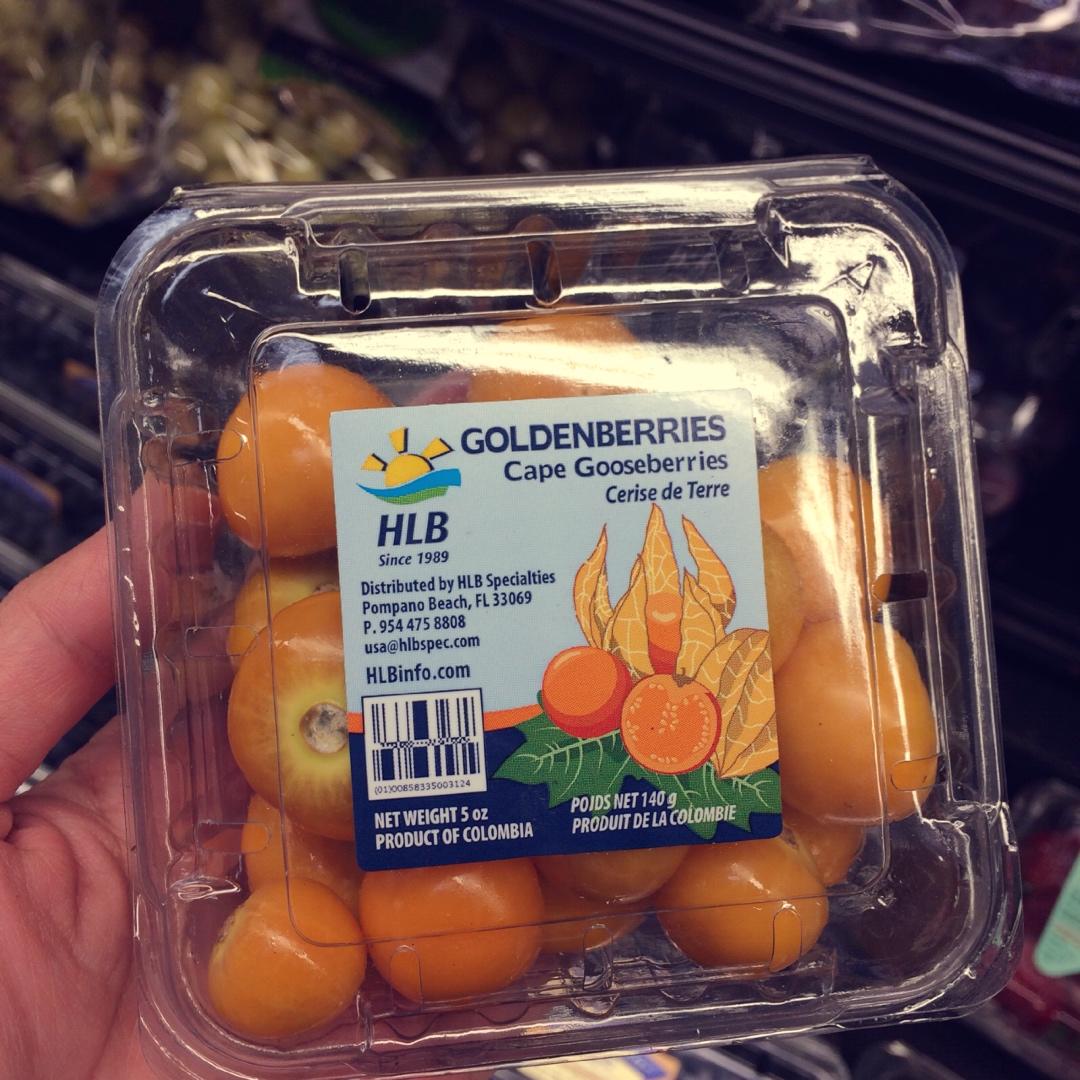 GOLDENBERRIES
Cape Gooseberries
Cerise de Terre
HLB
Since 1989
Distributed by HLB Specialties
Pompano Beach, FL 33069
P. 954 475 8808
usa@hlbspec.com
HLBinfo.com
(01)00858335003124
NET WEIGHT 5 oz
PRODUCT OF COLOMBIA
POIDS NET 140 g
PRODUIT DE LA COLOMBIE